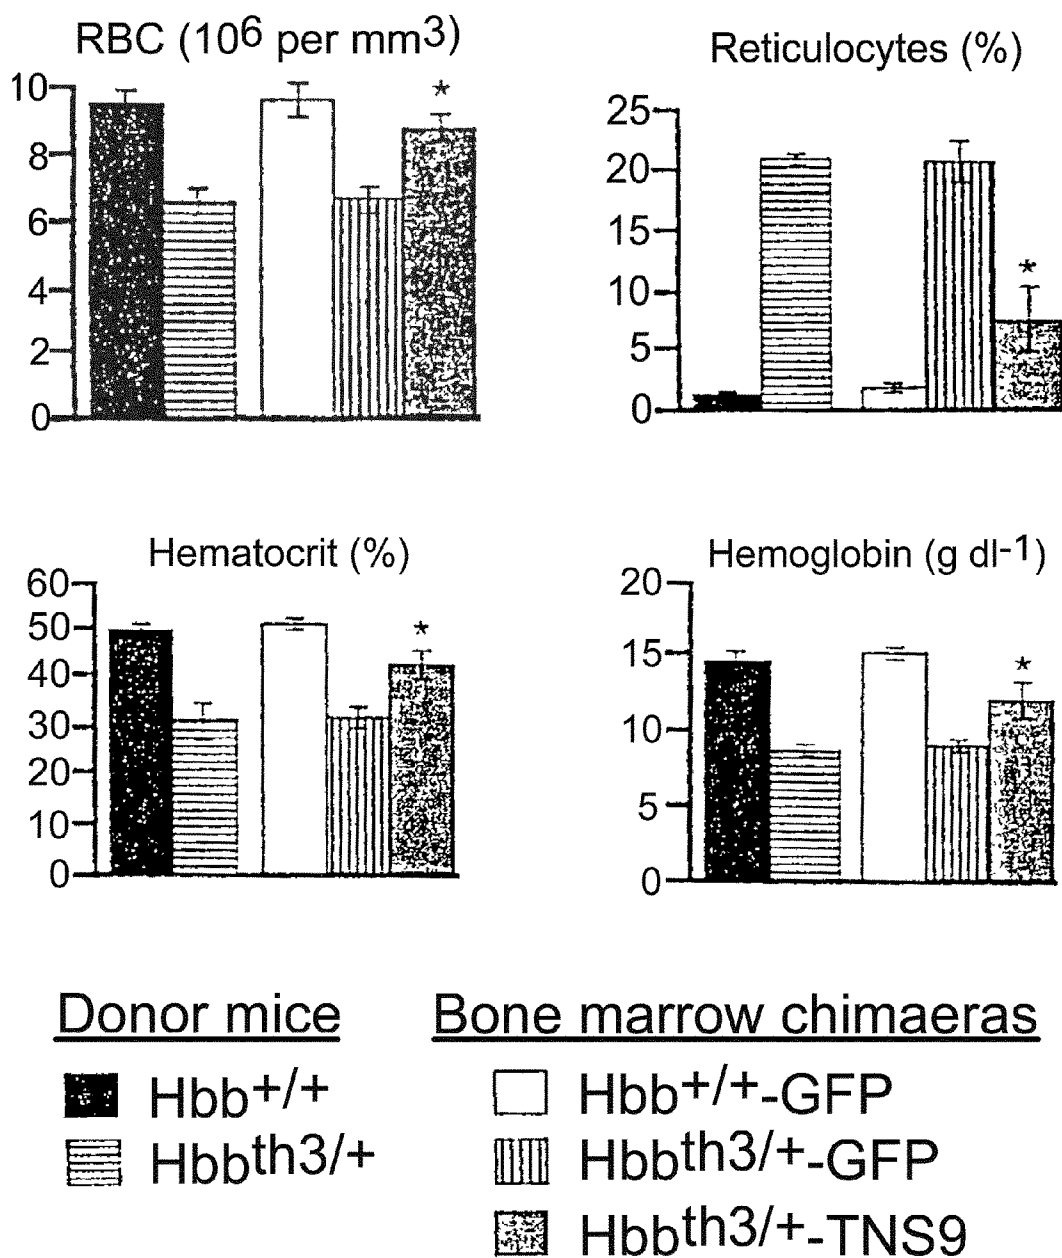 RBC (10⁶ per mm³)
10
8
6
4
2
0
*
Reticulocytes (%)
25
20
15
10
5
0
*
Hematocrit (%)
60
50
40
30
20
10
0
*
Hemoglobin (g dl⁻¹)
20
15
10
5
0
*
Donor mice
Hbb⁺/⁺
Hbbᵗʰ³/⁺
Bone marrow chimaeras
Hbb⁺/⁺-GFP
Hbbᵗʰ³/⁺-GFP
Hbbᵗʰ³/⁺-TNS9